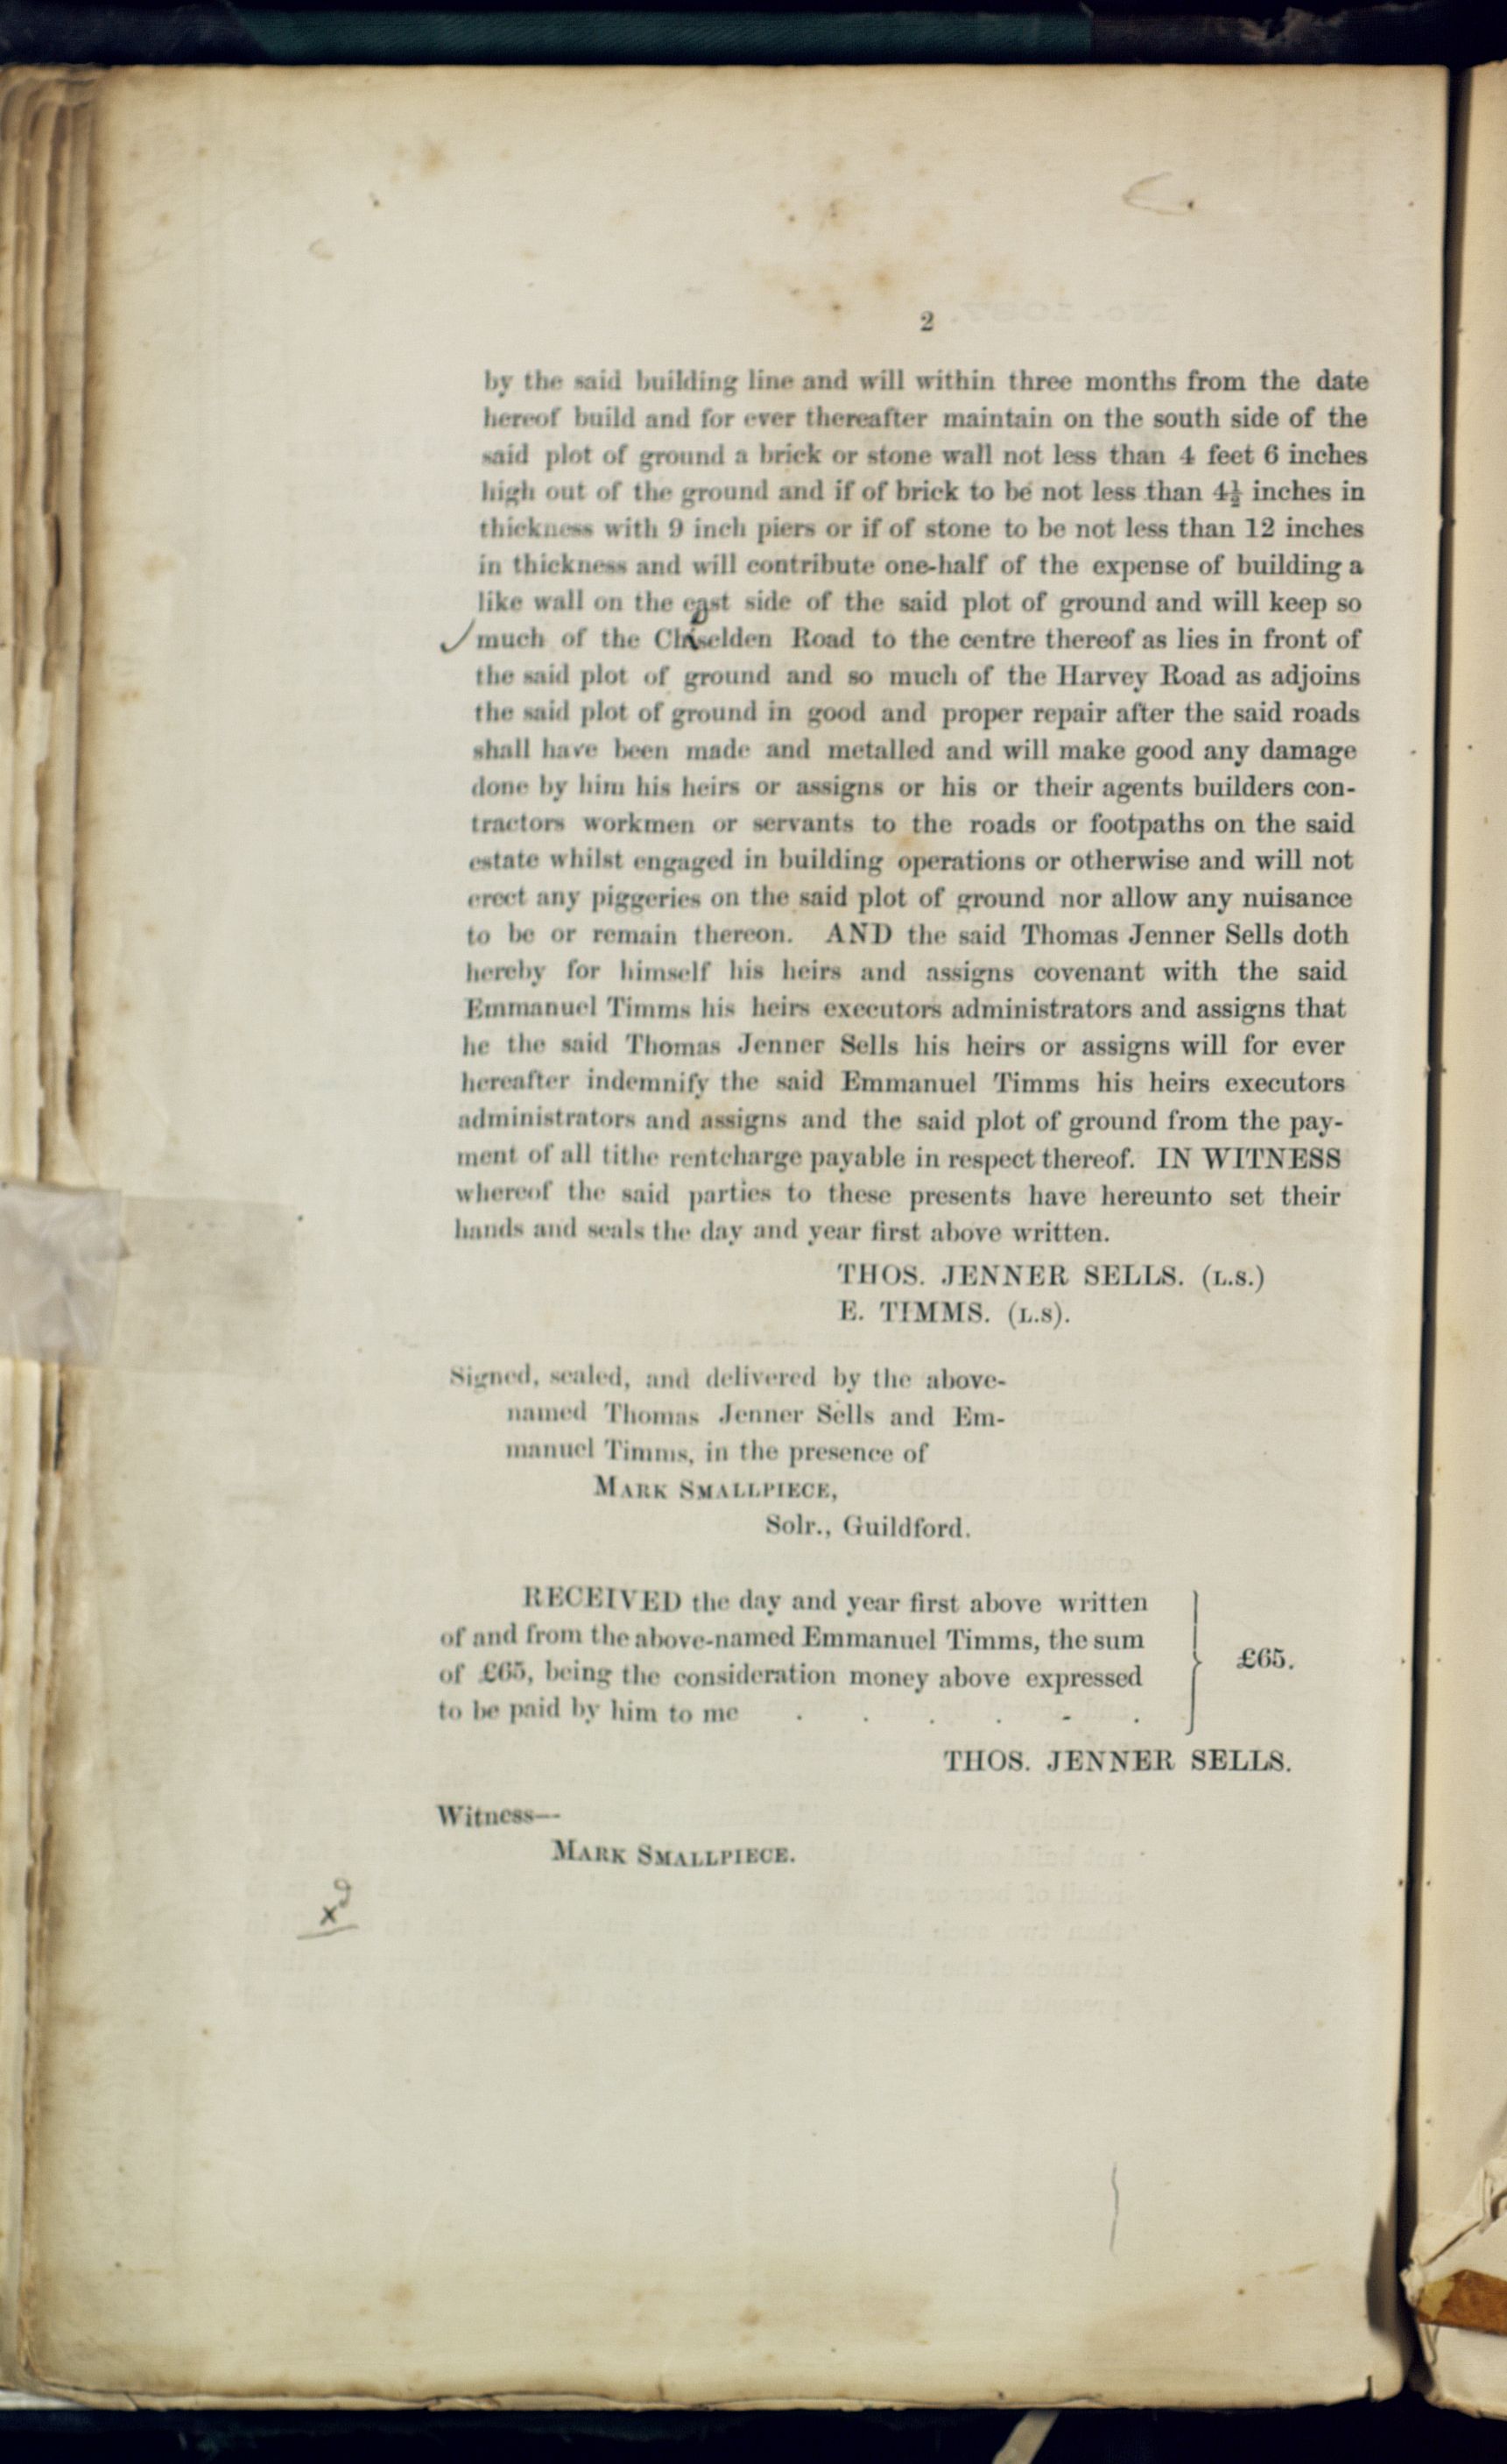 2
by the said building line and will within three months from the date
hereof build and for ever thereafter maintain on the south side of the
said plot of ground a brick or stone wall not less than 4 feet 6 inches
high out of the ground and if of brick to be not less than 4½ inches in
thickness with 9 inch piers or if of stone to be not less than 12 inches
in thickness and will contribute one-half of the expense of building a
like wall on the east side of the said plot of ground and will keep so
much of the Road to the centre thereof as lies in front of
the said plot of ground and so much of the Harvey Road as adjoins
the said plot of ground in good and proper repair after the said roads
shall have been made and metalled and will make good any damage
done by him his heirs or assigns or his or their agents builders con-
tractors workmen or servants to the roads or footpaths on the said
estate whilst engaged in building operations or otherwise and will not
erect any piggeries on the said plot of ground nor allow any nuisance
to be or remain thereon. AND the said Thomas Jenner Sells doth
hereby for himself his heirs and assigns covenant with the said
Emmanuel Timms his heirs executors administrators and assigns that
he the said Thomas Jenner Sells his heirs or assigns will for ever
hereafter indemnify the said Emmanuel Timms his heirs executors
administrators and assigns and the said plot of ground from the pay-
ment of all tithe rentcharge payable in respect thereof. IN WITNESS
whereof the said parties to these presents have hereunto set their
hands and seals the day and year first above written.
THOS. JENNER SELLS. (L.S.)
E. TIMMS. (L.S).
Signed, sealed, and delivered by the above-
named Thomas Jenner Sells and Em-
manuel Timms, in the presence of
MARK SMALLPIECE,
Solr., Guildford.
RECEIVED the day and year first above written
of and from the above-named Emmanuel Timms, the sum
of £65, being the consideration money above expressed
to be paid by him to me . . . . - .
£65.
THOS. JENNER SELLS.
Witness—
MARK SMALLPIECE.